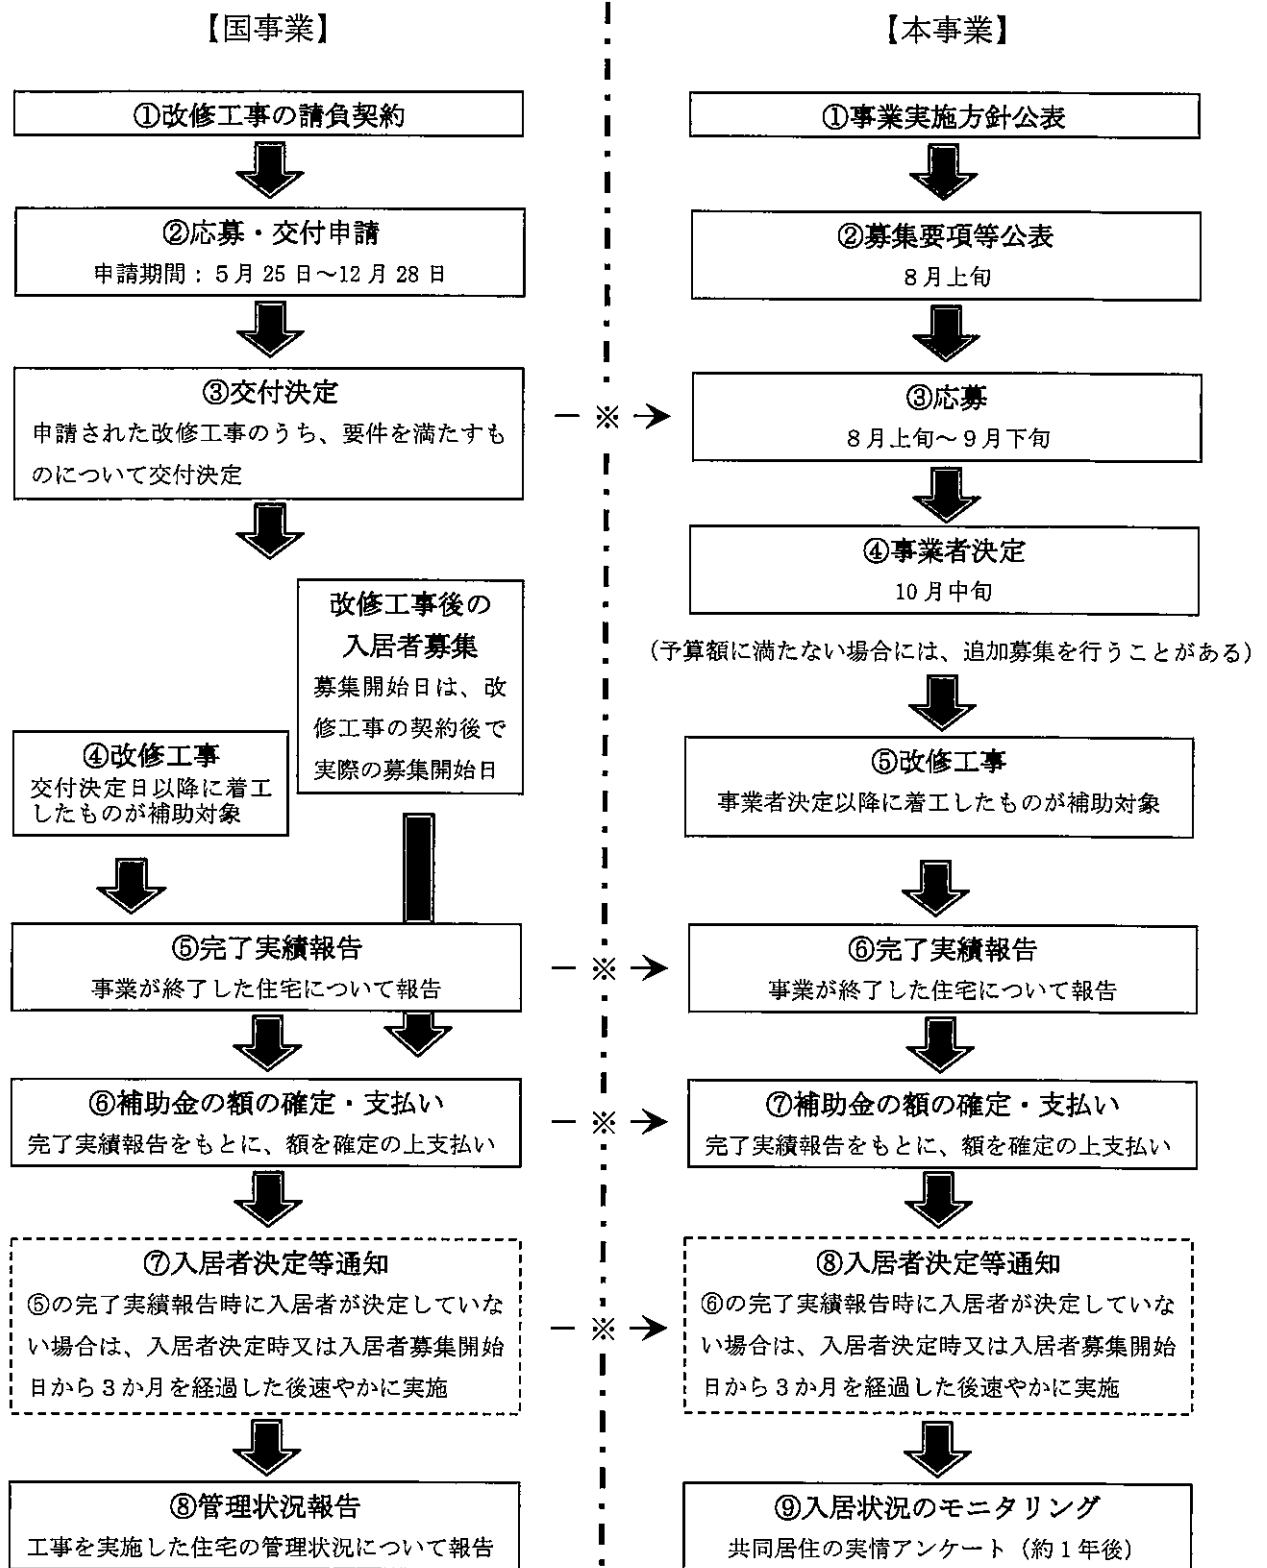 【国事業】
①改修工事の請負契約
②応募・交付申請
申請期間：５月25日～12月28日
③交付決定
申請された改修工事のうち、要件を満たすも
のについて交付決定
改修工事後の
入居者募集
募集開始日は、改
修工事の契約後で
実際の募集開始日
④改修工事
交付決定日以降に着工
したものが補助対象
⑤完了実績報告
事業が終了した住宅について報告
⑥補助金の額の確定・支払い
完了実績報告をもとに、額を確定の上支払い
⑦入居者決定等通知
⑤の完了実績報告時に入居者が決定していな
い場合は、入居者決定時又は入居者募集開始
日から３か月を経過した後速やかに実施
⑧管理状況報告
工事を実施した住宅の管理状況について報告
※
※
※
※
【本事業】
①事業実施方針公表
②募集要項等公表
８月上旬
③応募
８月上旬～９月下旬
④事業者決定
10月中旬
（予算額に満たない場合には、追加募集を行うことがある）
⑤改修工事
事業者決定以降に着工したものが補助対象
⑥完了実績報告
事業が終了した住宅について報告
⑦補助金の額の確定・支払い
完了実績報告をもとに、額を確定の上支払い
⑧入居者決定等通知
⑥の完了実績報告時に入居者が決定していな
い場合は、入居者決定時又は入居者募集開始
日から３か月を経過した後速やかに実施
⑨入居状況のモニタリング
共同居住の実情アンケート（約１年後）